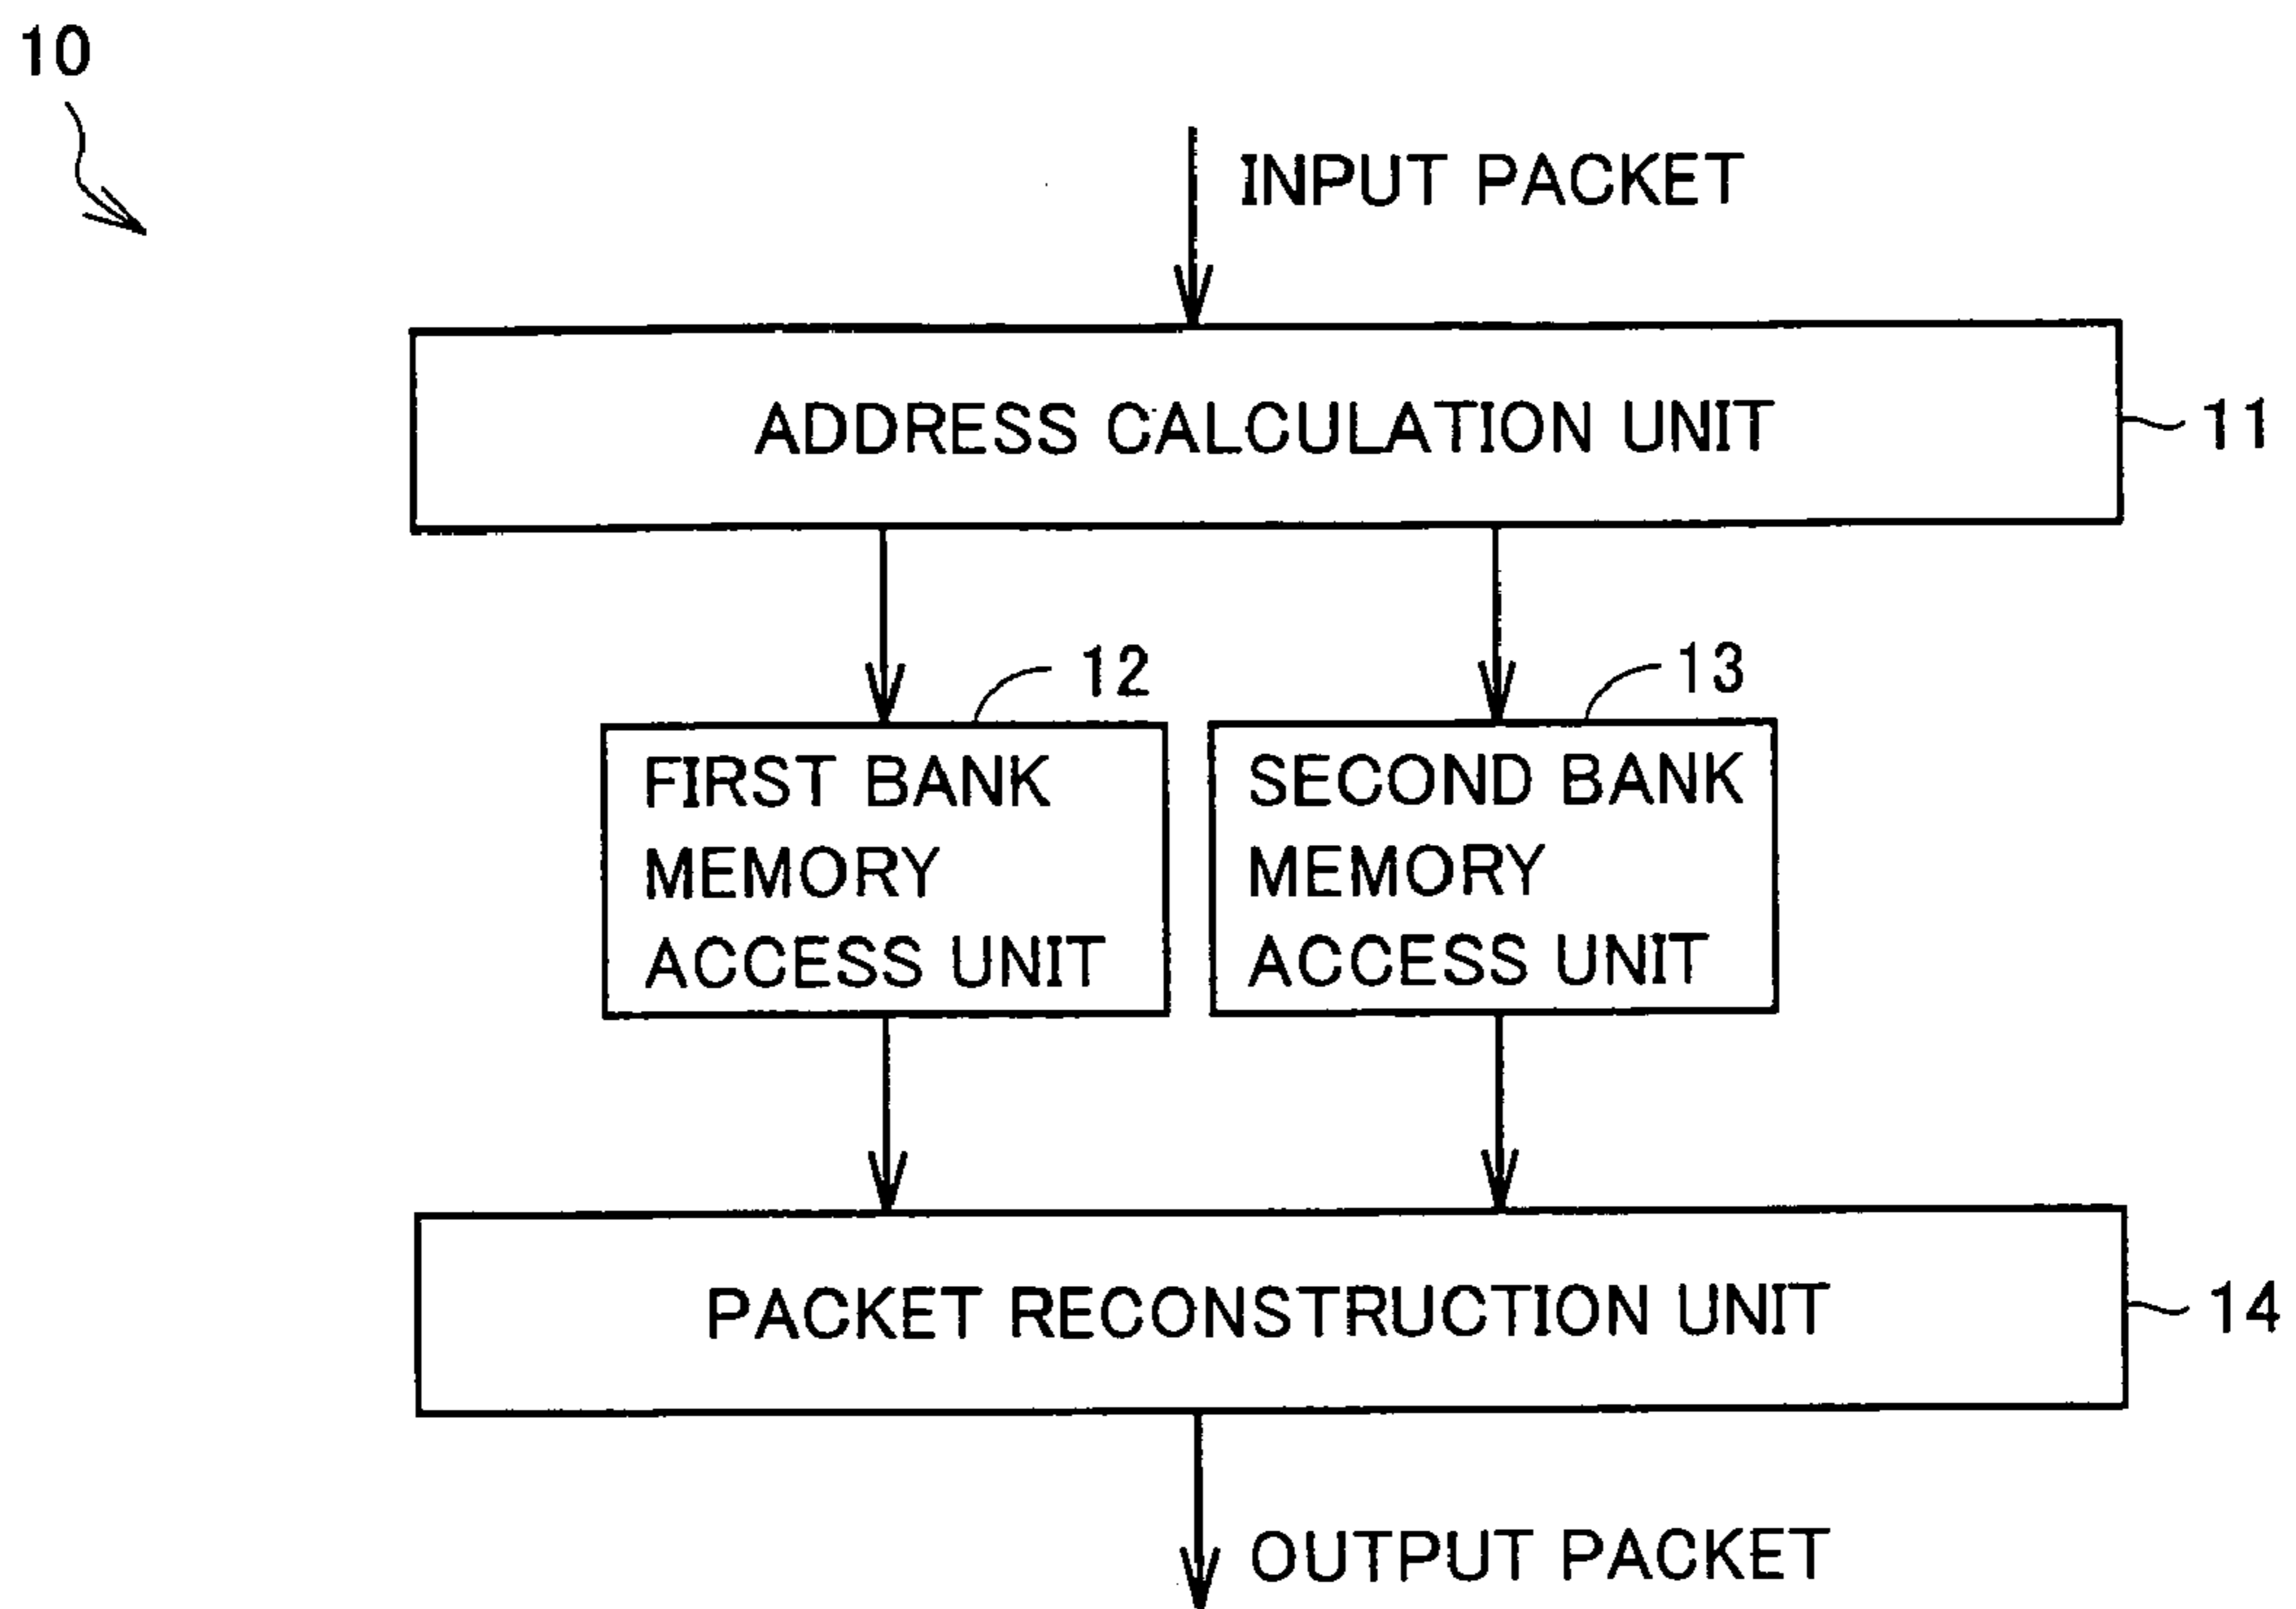 10
INPUT PACKET
ADDRESS CALCULATION UNIT
11
12
13
FIRST BANK
MEMORY
ACCESS UNIT
SECOND BANK
MEMORY
ACCESS UNIT
PACKET RECONSTRUCTION UNIT
14
OUTPUT PACKET